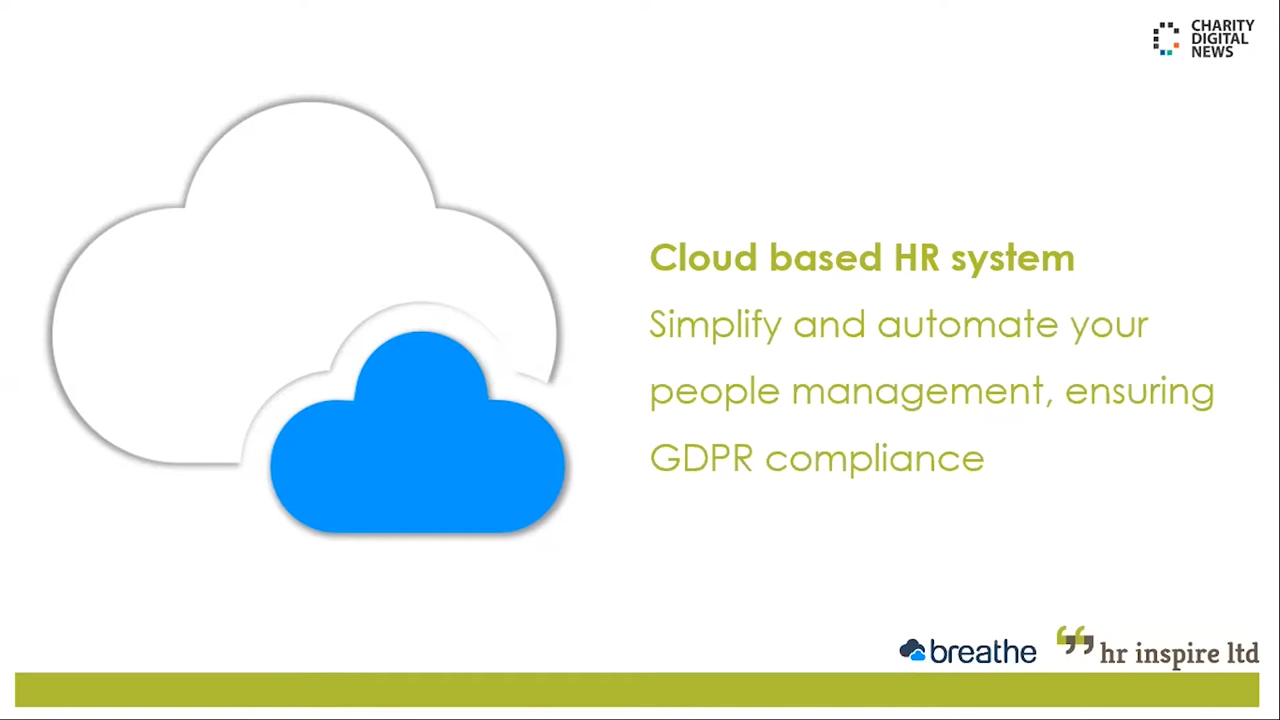 CHARITY
DIGITAL
NEWS
Cloud based HR system
Simplify and automate your
people management, ensuring
GDPR compliance
breathe
hr inspire ltd